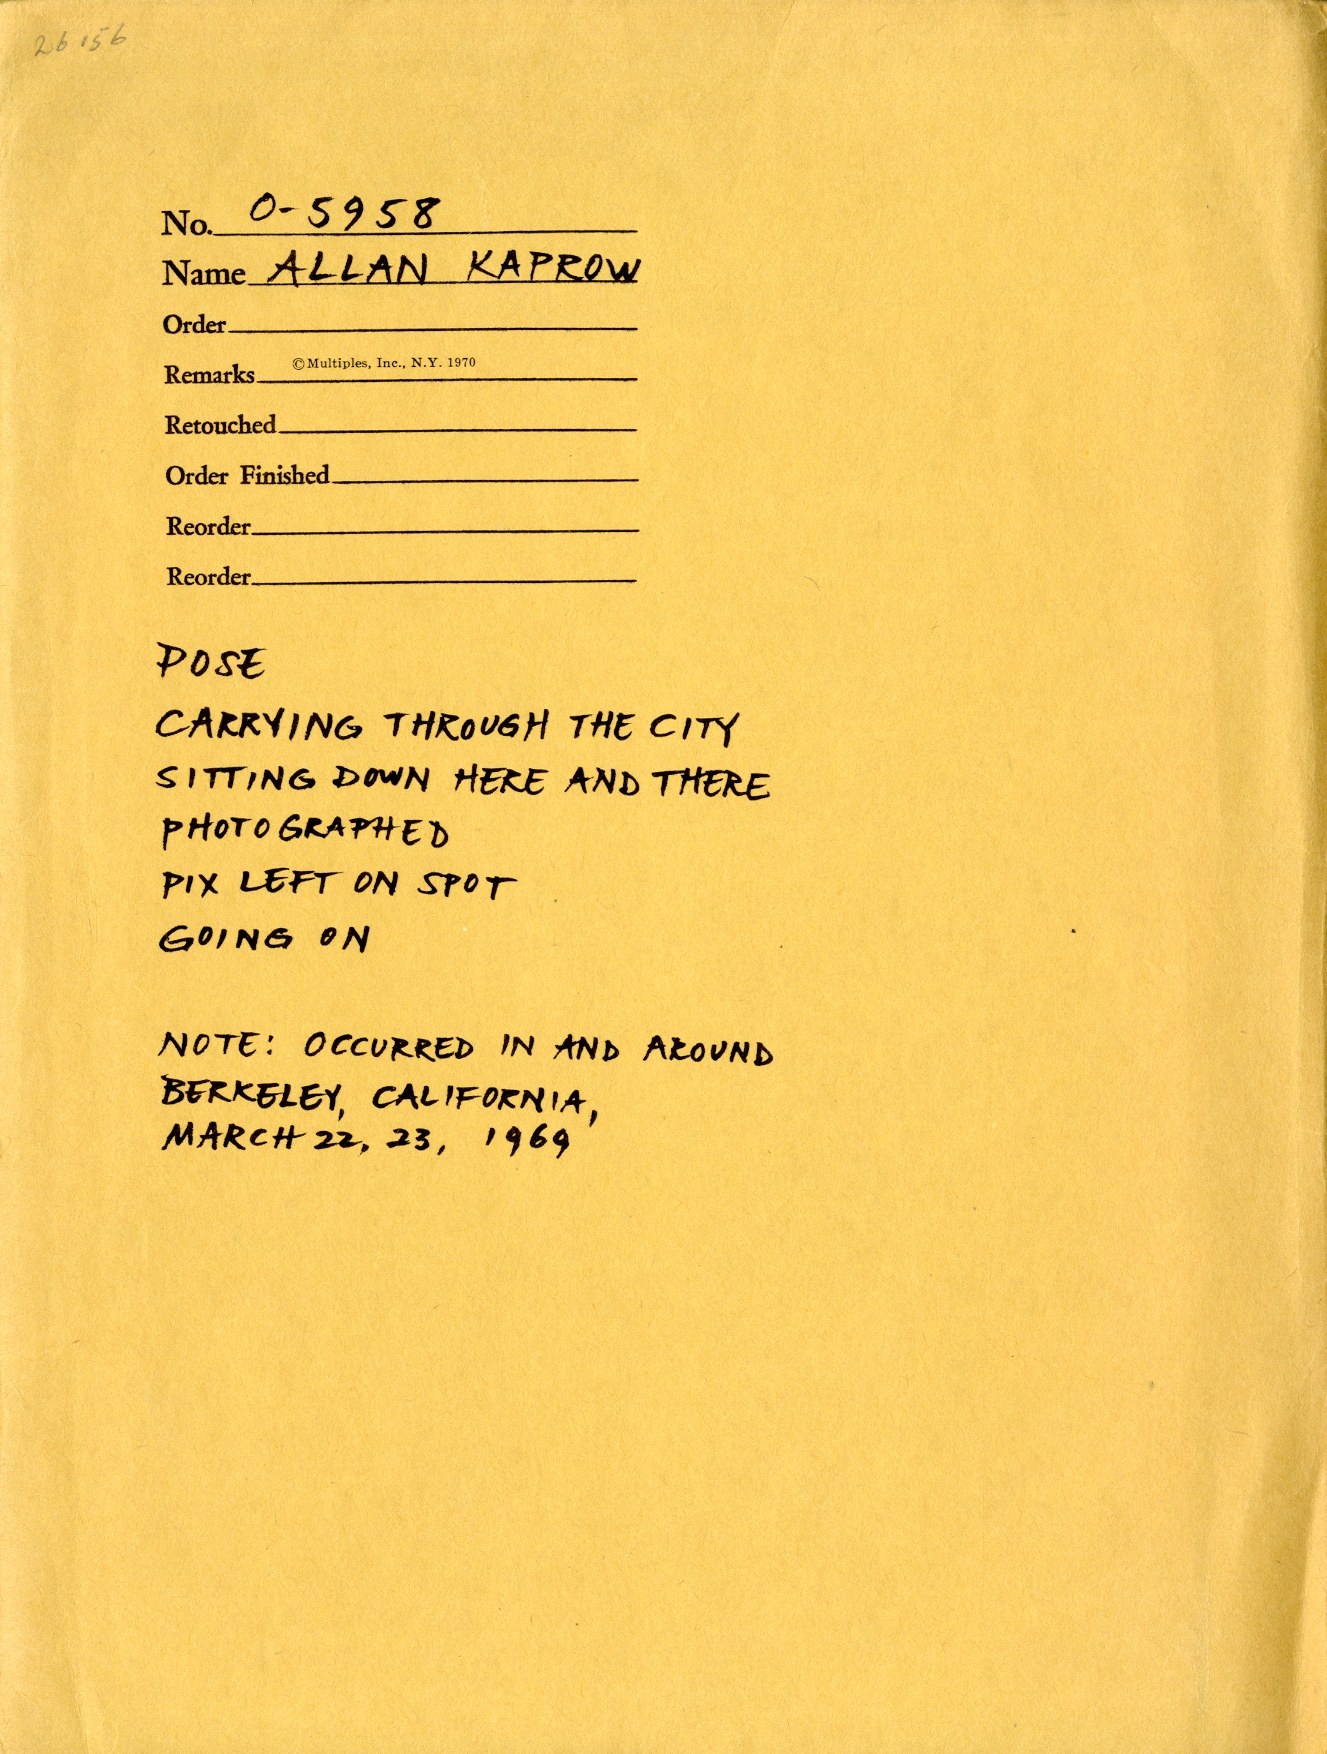 26156
No. 0-5958
Name ALLAN KAPROW
Order
Remarks ©Multiples, Inc., N.Y. 1970
Retouched
Order Finished
Reorder
Reorder
POSE
CARRYING THROUGH THE CITY
SITTING DOWN HERE AND THERE
PHOTOGRAPHED
PIX LEFT ON SPOT
GOING ON
NOTE: OCCURRED IN AND AROUND
BERKELEY, CALIFORNIA,
MARCH 22, 23, 1969